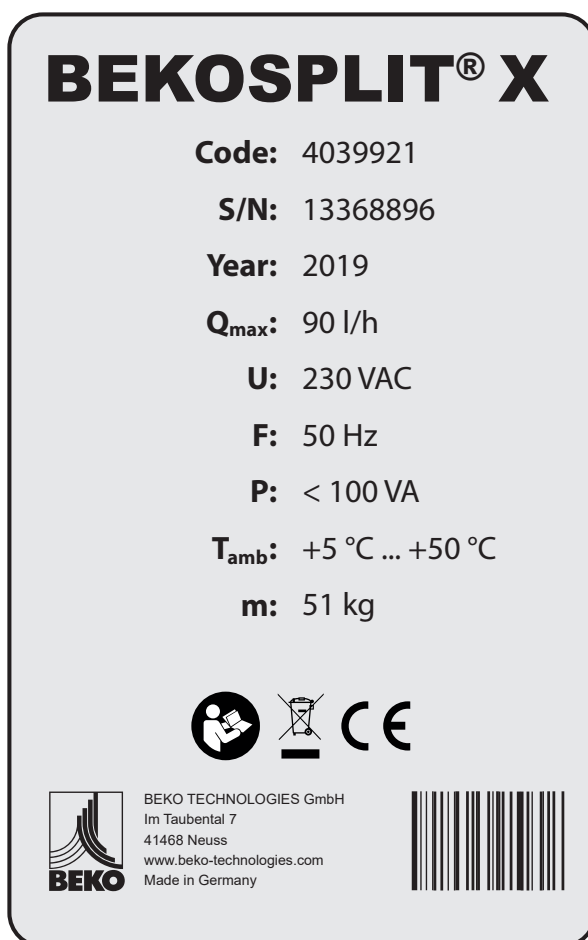 BEKOSPLIT® X
Code: 4039921
S/N: 13368896
Year: 2019
Qmax: 90 l/h
U: 230 VAC
F: 50 Hz
P: < 100 VA
Tamb: +5 °C ... +50 °C
m: 51 kg
CE
BEKO TECHNOLOGIES GmbH
Im Taubental 7
41468 Neuss
www.beko-technologies.com
Made in Germany
BEKO